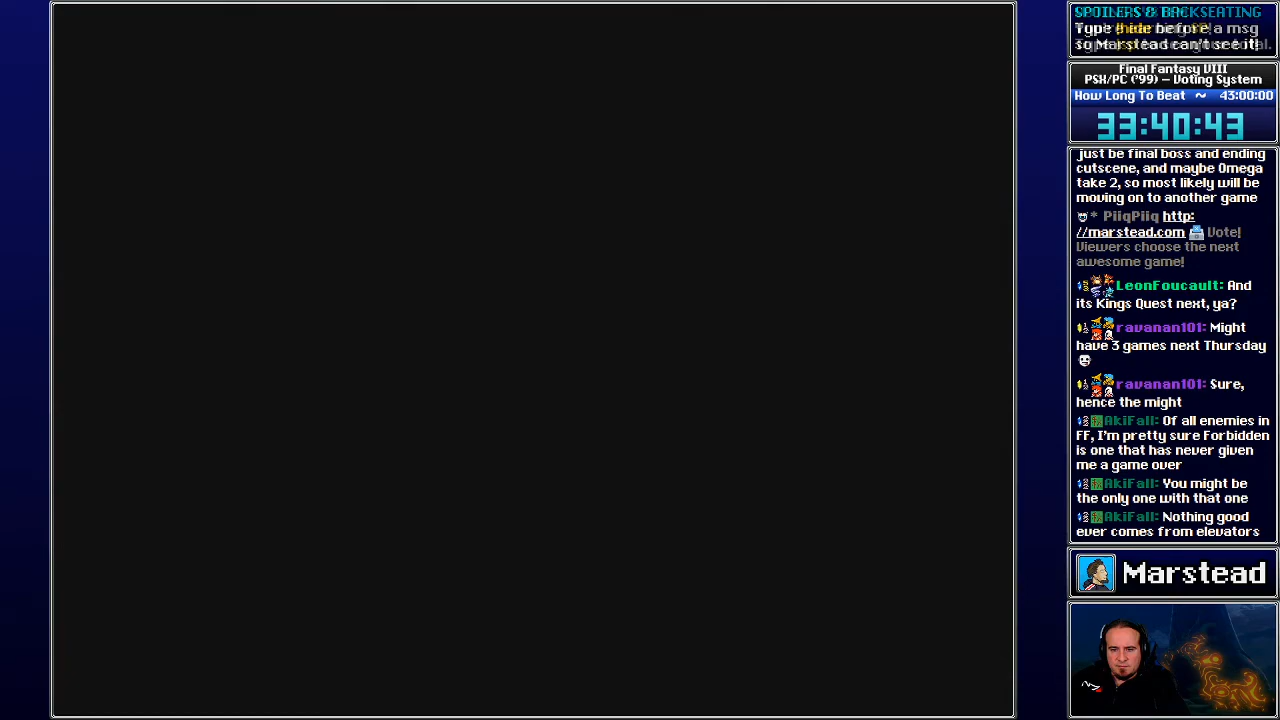 SPOILERS & BACKSEATING
Type !hide before a msg
so Marstead can't see it!
Final Fantasy VIII
PSX/PC ('99) – Voting System
How Long To Beat ~ 43:00:00
33:40:43
just be final boss and ending
cutscene, and maybe Omega
take 2, so most likely will be
moving on to another game
* PiiqPiiq http:
//marstead.com Vote!
Viewers choose the next
awesome game!
LeonFoucault: And
its Kings Quest next, ya?
ravanan101: Might
have 3 games next Thursday
ravanan101: Sure,
hence the might
AkiFall: Of all enemies in
FF, I'm pretty sure Forbidden
is one that has never given
me a game over
AkiFall: You might be
the only one with that one
AkiFall: Nothing good
ever comes from elevators
Marstead